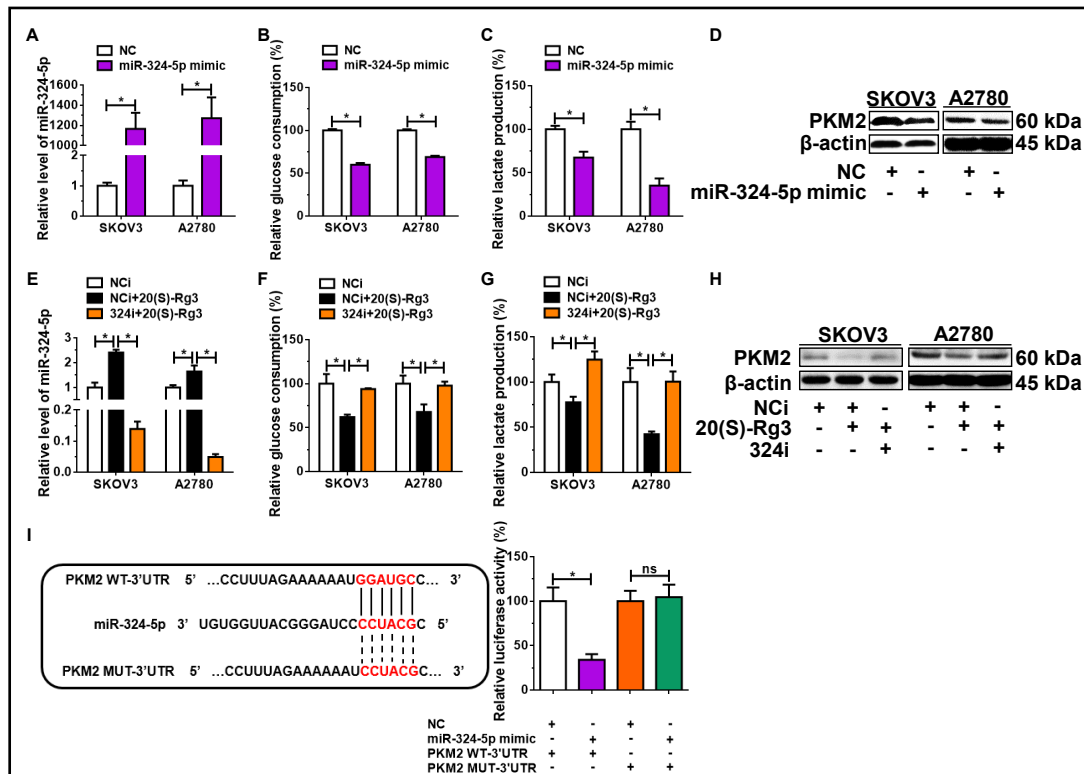 A
NC
miR-324-5p mimic
Relative level of miR-324-5p
1600
1400
1200
1000
2
1
0
*
*
SKOV3
A2780
B
NC
miR-324-5p mimic
Relative glucose consumption (%)
150
100
50
0
*
*
SKOV3
A2780
C
NC
miR-324-5p mimic
Relative lactate production (%)
150
100
50
0
*
*
SKOV3
A2780
D
SKOV3 A2780
PKM2 60 kDa
β-actin 45 kDa
NC + - + -
miR-324-5p mimic - + - +
E
NCi
NCi+20(S)-Rg3
324i+20(S)-Rg3
Relative level of miR-324-5p
3
2
1
0.2
0.1
0.0
* *
* *
SKOV3
A2780
F
NCi
NCi+20(S)-Rg3
324i+20(S)-Rg3
Relative glucose consumption (%)
150
100
50
0
* *
* *
SKOV3
A2780
G
NCi
NCi+20(S)-Rg3
324i+20(S)-Rg3
Relative lactate production (%)
150
125
100
75
50
25
0
* *
* *
SKOV3
A2780
H
SKOV3 A2780
PKM2 60 kDa
β-actin 45 kDa
NCi + + - + + -
20(S)-Rg3 - + + - + +
324i - - + - - +
I
PKM2 WT-3'UTR 5' ...CCUUUAGAAAAAAUGGAUGCC... 3'
miR-324-5p 3' UGUGGUUACGGGAUCCCCUACGC 5'
PKM2 MUT-3'UTR 5' ...CCUUUAGAAAAAAUCCUACGC... 3'
Relative luciferase activity (%)
150
100
50
0
*
ns
NC + - + -
miR-324-5p mimic - + - +
PKM2 WT-3'UTR + + - -
PKM2 MUT-3'UTR - - + +